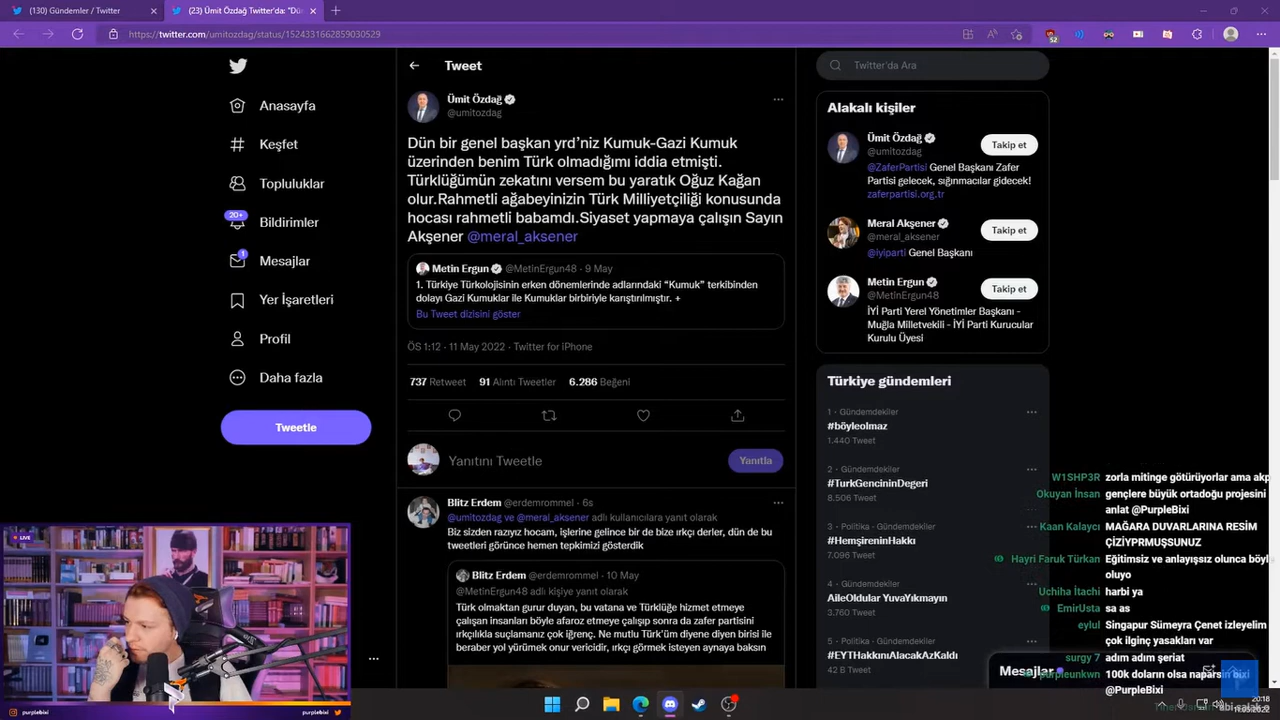 (130) Gündemler / Twitter
(23) Ümit Özdağ Twitter'da: "Dü
https://twitter.com/umitozdag/status/1524331662859030529
52
Anasayfa
Keşfet
Topluluklar
20+
Bildirimler
1
Mesajlar
Yer İşaretleri
Profil
Daha fazla
Tweetle
Tweet
Ümit Özdağ
@umitozdag
Dün bir genel başkan yrd'niz Kumuk-Gazi Kumuk
üzerinden benim Türk olmadığımı iddia etmişti.
Türklüğümün zekatını versem bu yaratık Oğuz Kağan
olur.Rahmetli ağabeyinizin Türk Milliyetçiliği konusunda
hocası rahmetli babamdı.Siyaset yapmaya çalışın Sayın
Akşener @meral_aksener
Metin Ergun @MetinErgun48 · 9 May
1. Türkiye Türkolojisinin erken dönemlerinde adlarındaki "Kumuk" terkibinden
dolayı Gazi Kumuklar ile Kumuklar birbiriyle karıştırılmıştır. +
Bu Tweet dizisini göster
ÖS 1:12 · 11 May 2022 · Twitter for iPhone
737 Retweet 91 Alıntı Tweetler 6.286 Beğeni
Yanıtını Tweetle
Yanıtla
Blitz Erdem @erdemrommel · 6s
@umitozdag ve @meral_aksener adlı kullanıcılara yanıt olarak
Biz sizden razıyız hocam, işlerine gelince bir de bize ırkçı derler, dün de bu
tweetleri görünce hemen tepkimizi gösterdik
Blitz Erdem @erdemrommel · 10 May
@MetinErgun48 adlı kişiye yanıt olarak
Türk olmaktan gurur duyan, bu vatana ve Türklüğe hizmet etmeye
çalışan insanları böyle afaroz etmeye çalışıp sonra da zafer partisini
ırkçılıkla suçlamanız çok iğrenç. Ne mutlu Türk'üm diyene diyen birisi ile
beraber yol yürümek onur vericidir, ırkçı görmek isteyen aynaya baksın
Twitter'da Ara
Alakalı kişiler
Ümit Özdağ
@umitozdag
Takip et
@ZaferPartisi Genel Başkanı Zafer
Partisi gelecek, sığınmacılar gidecek!
zaferpartisi.org.tr
Meral Akşener
@meral_aksener
Takip et
@iyiparti Genel Başkanı
Metin Ergun
@MetinErgun48
Takip et
İYİ Parti Yerel Yönetimler Başkanı -
Muğla Milletvekili - İYİ Parti Kurucular
Kurulu Üyesi
Türkiye gündemleri
1 · Gündemdekiler
#böyleolmaz
1.440 Tweet
2 · Gündemdekiler
#TurkGencininDegeri
8.506 Tweet
3 · Politika · Gündemdekiler
#HemşireninHakkı
7.096 Tweet
4 · Gündemdekiler
AileOldular YuvaYıkmayın
3.760 Tweet
5 · Politika · Gündemdekiler
#EYTHakkınıAlacakAzKaldı
42 B Tweet
Mesajlar
W1SHP3R zorla mitinge götürüyorlar ama akp
Okuyan İnsan gençlere büyük ortadoğu projesini
anlat @PurpleBixi
Kaan Kalaycı MAĞARA DUVARLARINA RESİM
ÇİZİYPRMUŞSUNUZ
Hayri Faruk Türkan Eğitimsiz ve anlayışsız olunca böyl
oluyo
Uchiha İtachi harbi ya
EmirUsta sa as
eylul Singapur Sümeyra Çenet izleyelim
çok ilginç yasakları var
surgy 7 adım adım şeriat
purpleunkwn 100k doların olsa naparsın bixi
@PurpleBixi
LIVE
purplebixi
purplebixi
20:18